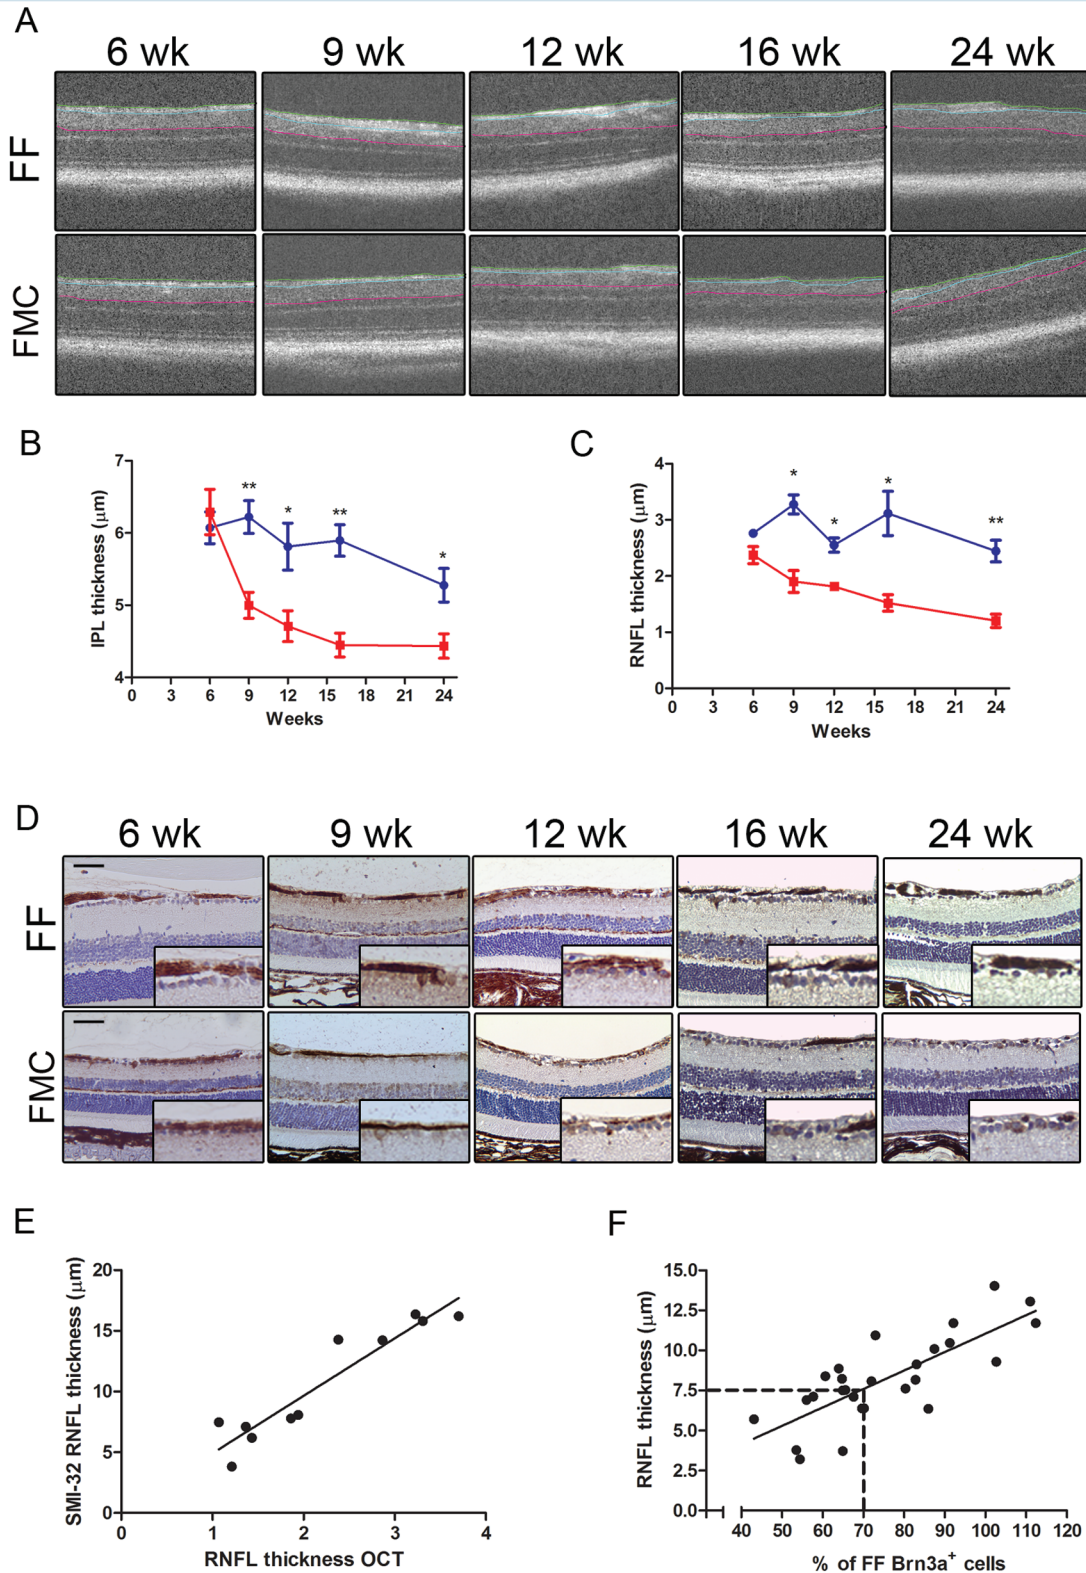 A
6 wk 9 wk 12 wk 16 wk 24 wk
FF
FMC
B
IPL thickness (μm)
7
6
5
4
** * ** *
0 3 6 9 12 15 18 21 24
Weeks
C
RNFL thickness (μm)
4
3
2
1
0
* * * **
0 3 6 9 12 15 18 21 24
Weeks
D
6 wk 9 wk 12 wk 16 wk 24 wk
FF
FMC
E
SMI-32 RNFL thickness (μm)
20
15
10
5
0
0 1 2 3 4
RNFL thickness OCT
F
RNFL thickness (μm)
15.0
12.5
10.0
7.5
5.0
2.5
0.0
40 50 60 70 80 90 100 110 120
% of FF Brn3a⁺ cells